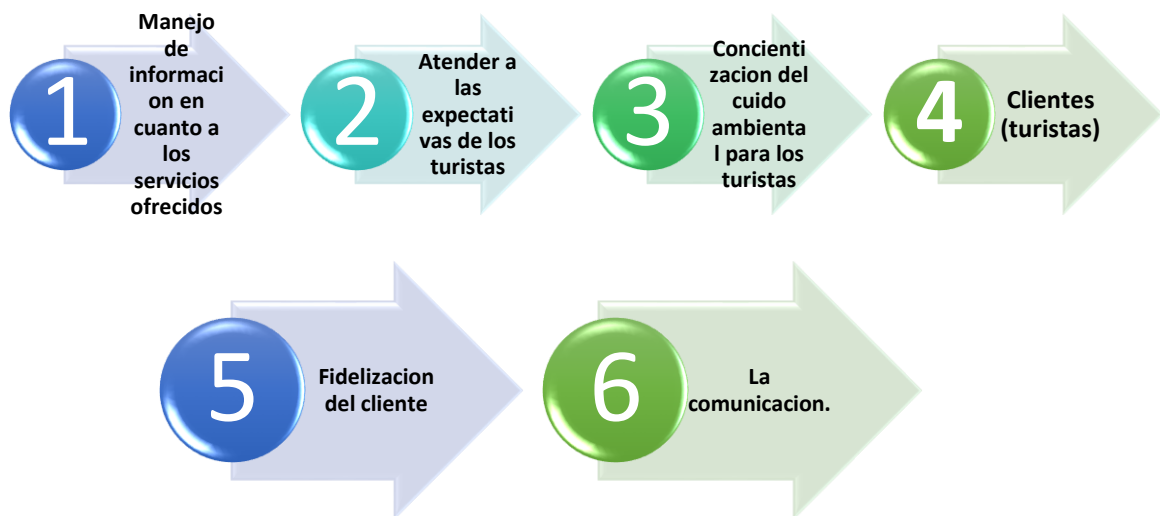 1
Manejo
de
informaci
on en
cuanto a
los
servicios
ofrecidos
2
Atender a
las
expectati
vas de los
turistas
3
Concienti
zacion del
cuido
ambienta
l para los
turistas
4
Clientes
(turistas)
5
Fidelizacion
del cliente
6
La
comunicacion.